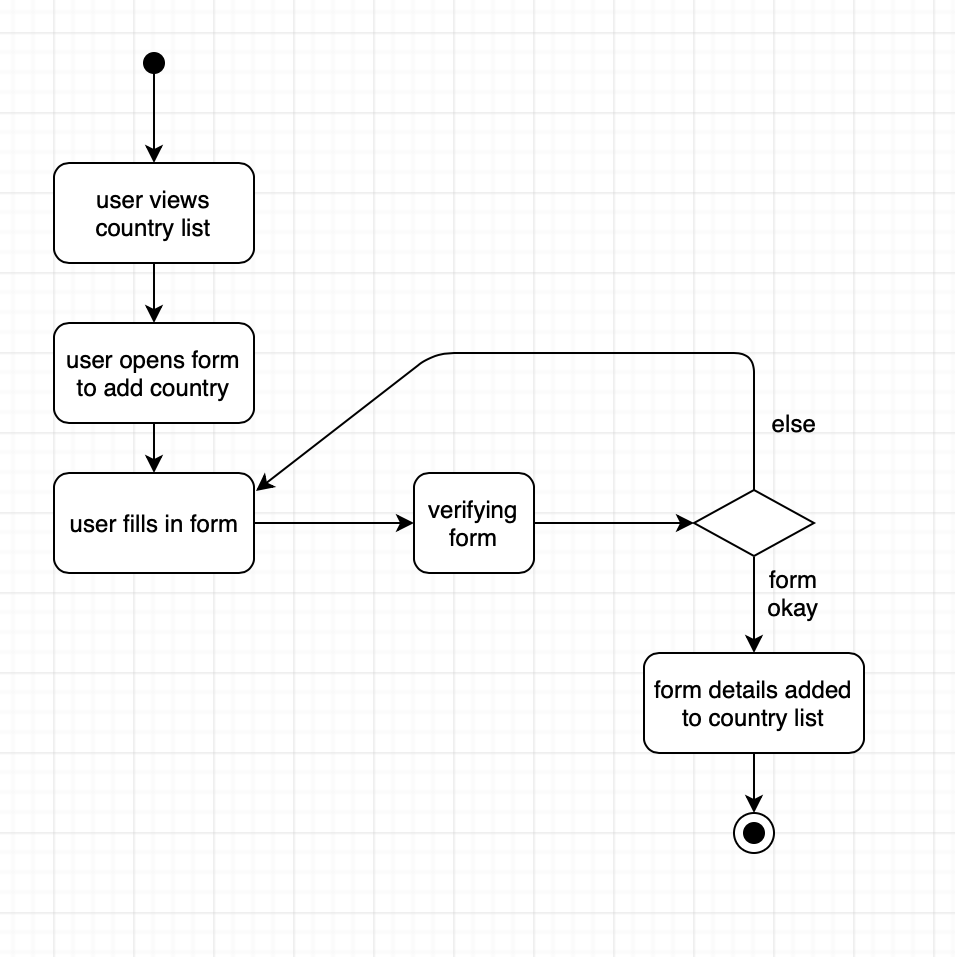 user views
country list
user opens form
to add country
else
user fills in form
verifying
form
form
okay
form details added
to country list